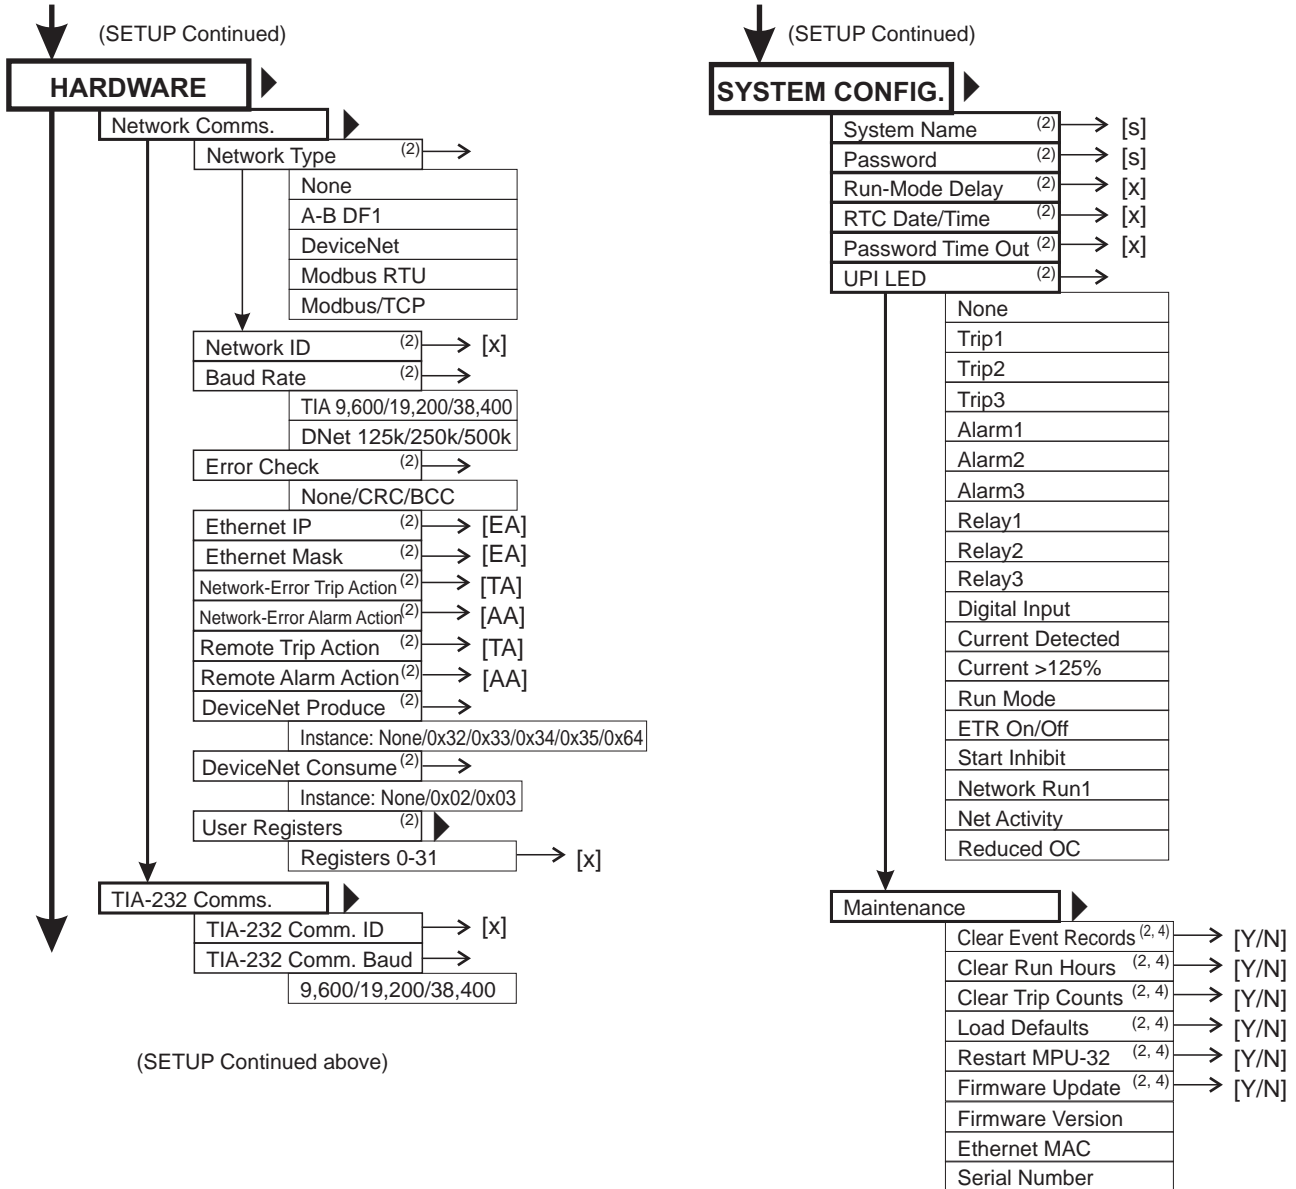 (SETUP Continued)
HARDWARE
Network Comms.
Network Type (2)
None
A-B DF1
DeviceNet
Modbus RTU
Modbus/TCP
Network ID (2) [x]
Baud Rate (2)
TIA 9,600/19,200/38,400
DNet 125k/250k/500k
Error Check (2)
None/CRC/BCC
Ethernet IP (2) [EA]
Ethernet Mask (2) [EA]
Network-Error Trip Action (2) [TA]
Network-Error Alarm Action (2) [AA]
Remote Trip Action (2) [TA]
Remote Alarm Action (2) [AA]
DeviceNet Produce (2)
Instance: None/0x32/0x33/0x34/0x35/0x64
DeviceNet Consume (2)
Instance: None/0x02/0x03
User Registers (2)
Registers 0-31 [x]
TIA-232 Comms.
TIA-232 Comm. ID [x]
TIA-232 Comm. Baud
9,600/19,200/38,400
(SETUP Continued above)
(SETUP Continued)
SYSTEM CONFIG.
System Name (2) [s]
Password (2) [s]
Run-Mode Delay (2) [x]
RTC Date/Time (2) [x]
Password Time Out (2) [x]
UPI LED (2)
None
Trip1
Trip2
Trip3
Alarm1
Alarm2
Alarm3
Relay1
Relay2
Relay3
Digital Input
Current Detected
Current >125%
Run Mode
ETR On/Off
Start Inhibit
Network Run1
Net Activity
Reduced OC
Maintenance
Clear Event Records (2, 4) [Y/N]
Clear Run Hours (2, 4) [Y/N]
Clear Trip Counts (2, 4) [Y/N]
Load Defaults (2, 4) [Y/N]
Restart MPU-32 (2, 4) [Y/N]
Firmware Update (2, 4) [Y/N]
Firmware Version
Ethernet MAC
Serial Number